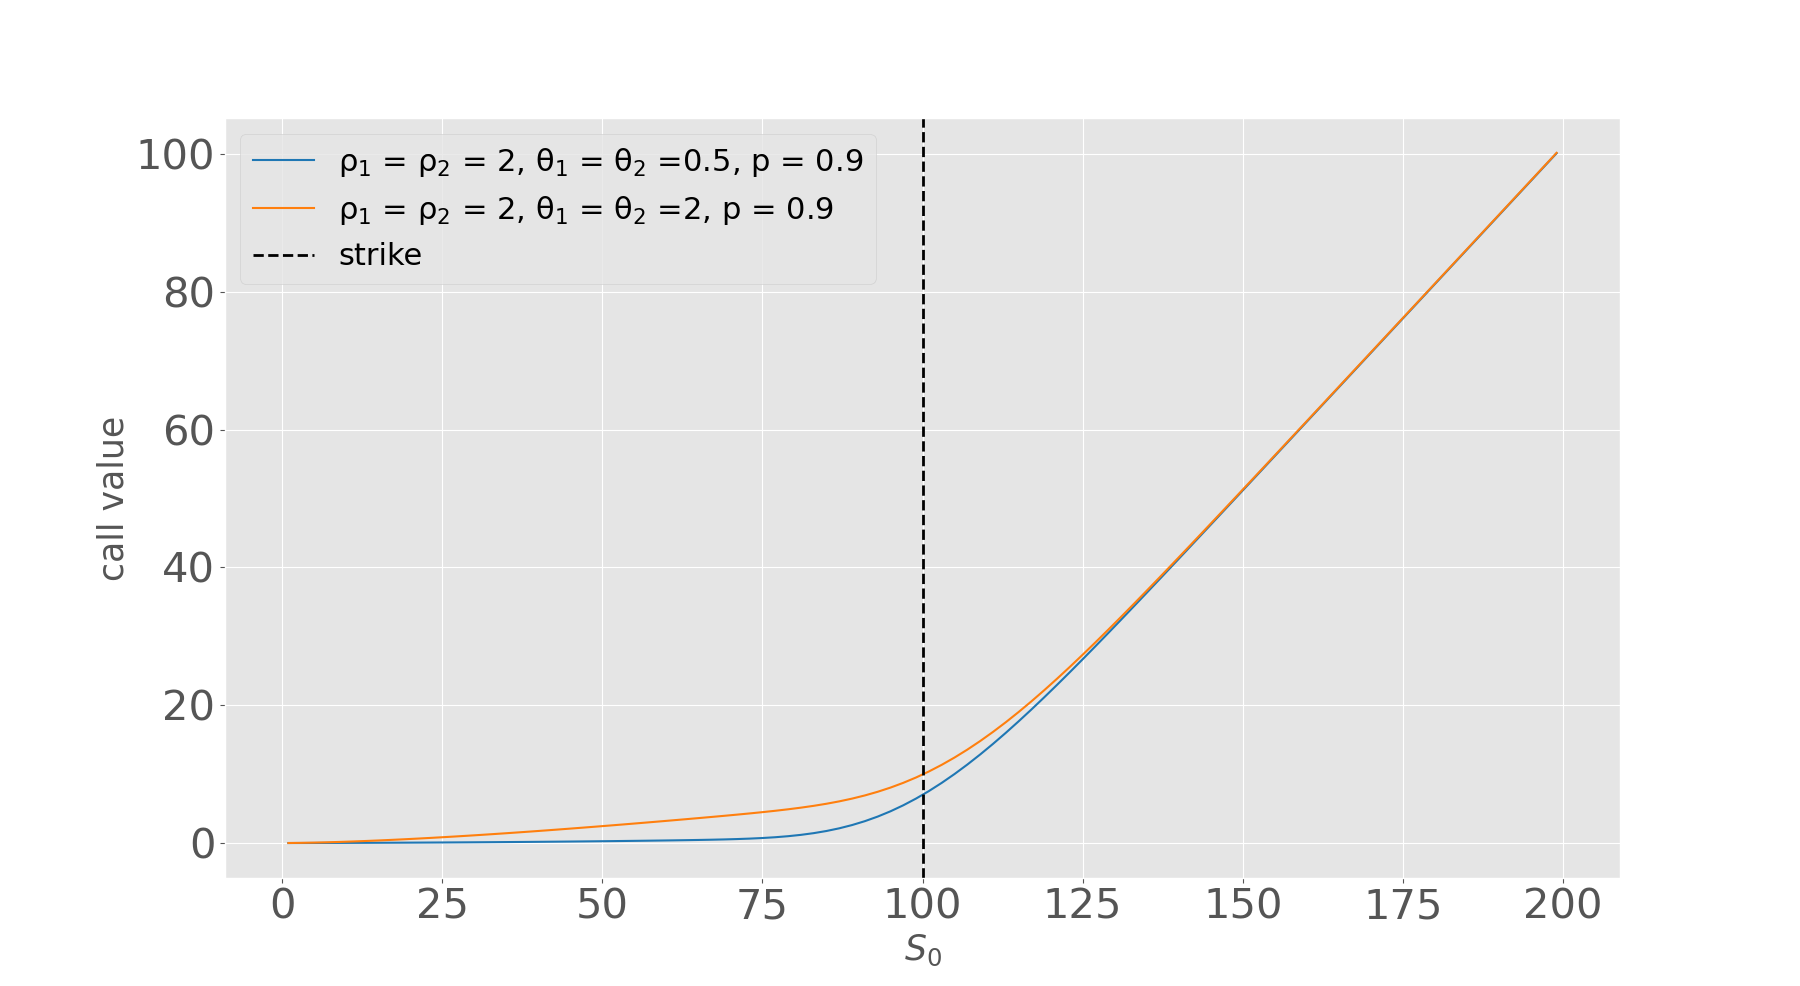 ρ₁ = ρ₂ = 2, θ₁ = θ₂ =0.5, p = 0.9
ρ₁ = ρ₂ = 2, θ₁ = θ₂ =2, p = 0.9
strike
100
80
60
40
20
0
call value
0 25 50 75 100 125 150 175 200
S₀